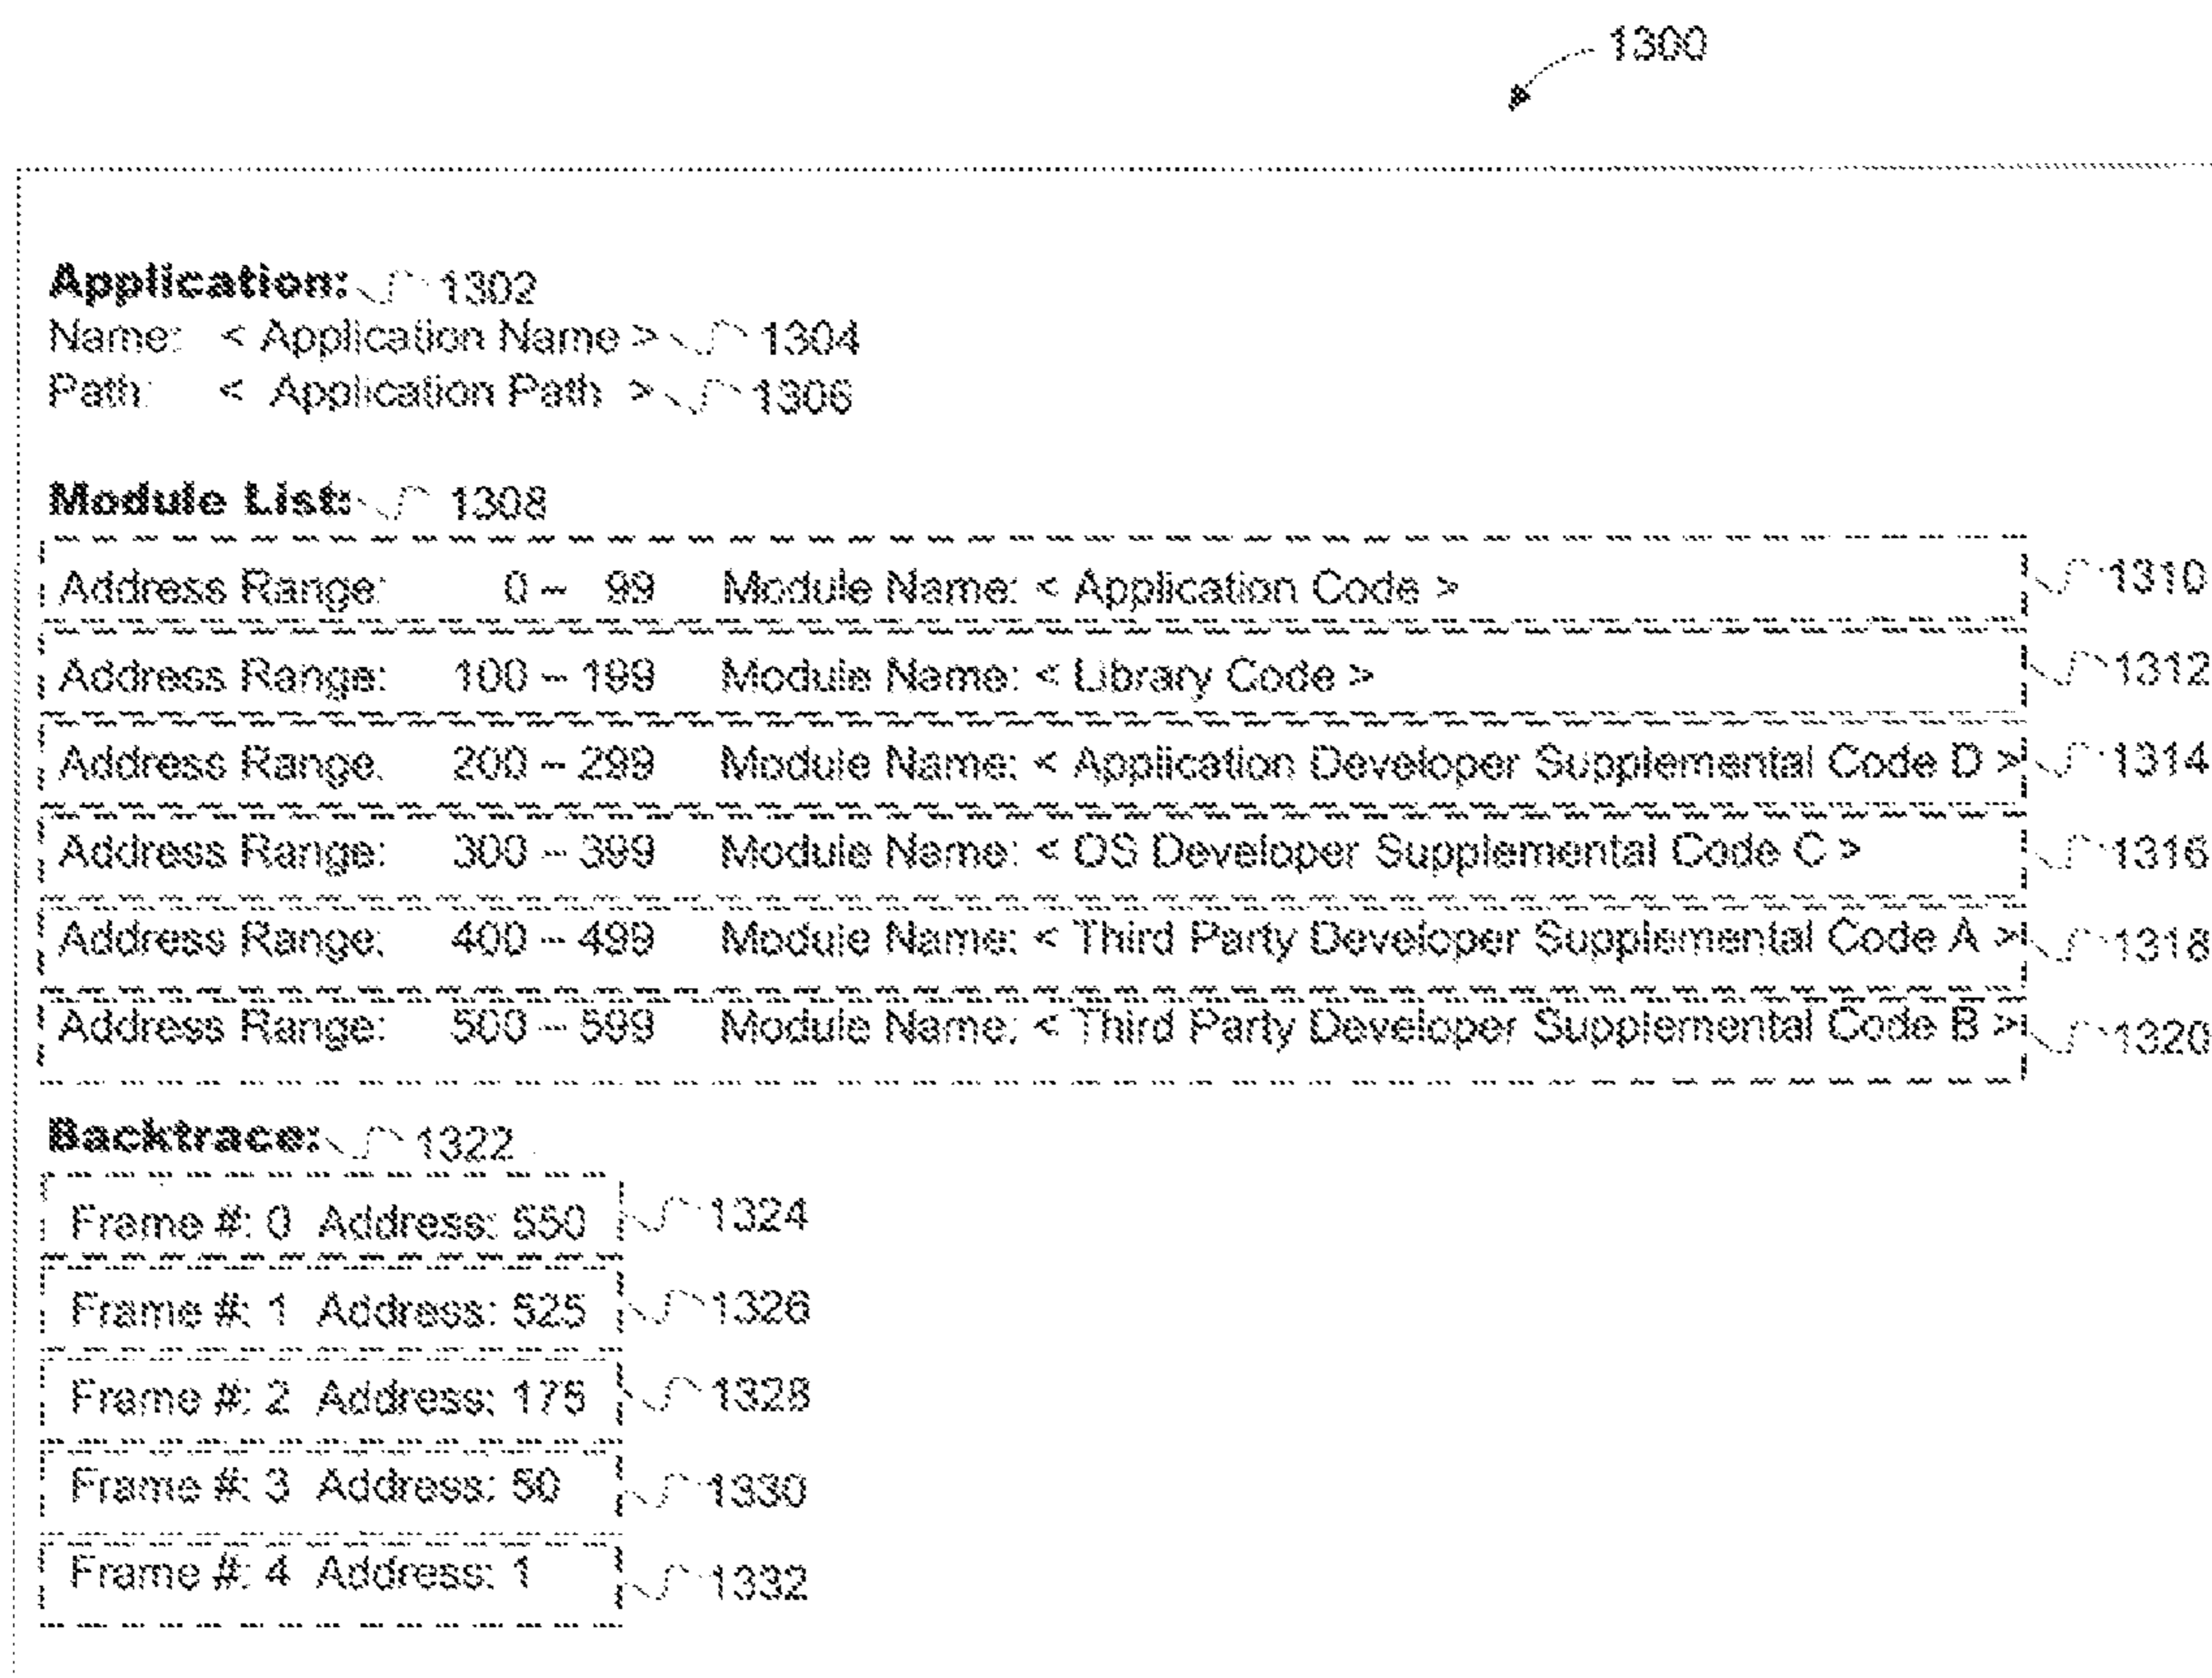 1300
Application: 1302
Name: < Application Name > 1304
Path: < Application Path > 1306
Module List: 1308
Address Range: 0 – 99 Module Name: < Application Code > 1310
Address Range: 100 – 199 Module Name: < Library Code > 1312
Address Range: 200 – 299 Module Name: < Application Developer Supplemental Code D > 1314
Address Range: 300 – 399 Module Name: < OS Developer Supplemental Code C > 1316
Address Range: 400 – 499 Module Name: < Third Party Developer Supplemental Code A > 1318
Address Range: 500 – 599 Module Name: < Third Party Developer Supplemental Code B > 1320
Backtrace: 1322
Frame #: 0 Address: 550 1324
Frame #: 1 Address: 525 1326
Frame #: 2 Address: 175 1328
Frame #: 3 Address: 50 1330
Frame #: 4 Address: 1 1332